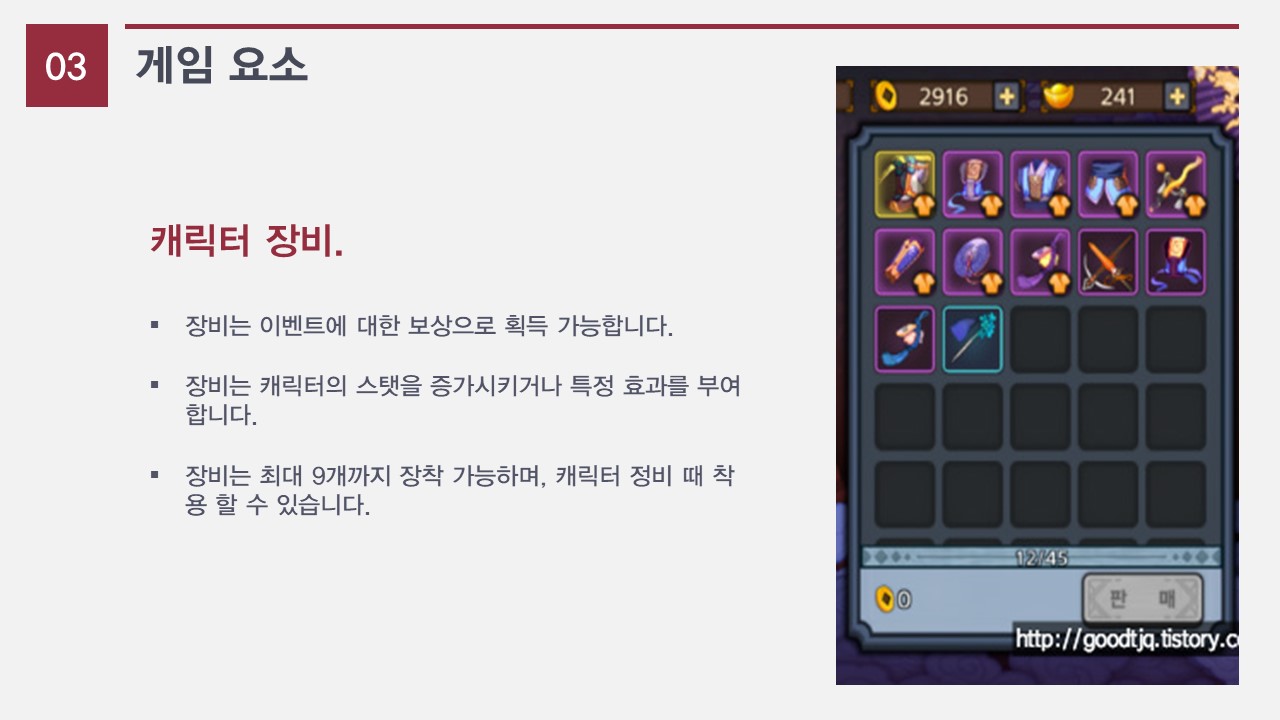 03
게임 요소
캐릭터 장비.
▪ 장비는 이벤트에 대한 보상으로 획득 가능합니다.
▪ 장비는 캐릭터의 스탯을 증가시키거나 특정 효과를 부여
합니다.
▪ 장비는 최대 9개까지 장착 가능하며, 캐릭터 정비 때 착
용 할 수 있습니다.
2916
241
12/45
0
판 매
http://goodtjq.tistory.c